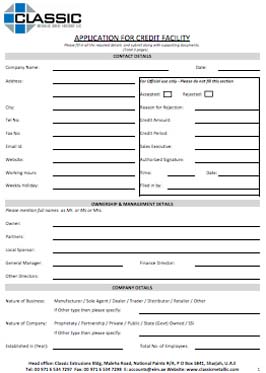 CLASSIC
APPLICATION FOR CREDIT FACILITY
Please fill in all the required details, and submit along with supporting documents.
(Total 3 pages)
CONTACT DETAILS
Company Name: Date:
Address: For Official use only - Please do not fill this section
Accepted: Rejected:
City: Reason for Rejection:
Tel No. Credit Amount:
Fax No. Credit Period:
Email Id: Sales Executive:
Website: Authorised Signature:
Working Hours: Time: Date:
Weekly Holiday: Filed in by:
OWNERSHIP & MANAGEMENT DETAILS
Please mention full names as Mr. or Ms or Mrs.
Owner:
Partners:
Local Sponsor:
General Manager: Finance Director:
Other Directors:
COMPANY DETAILS
Nature of Business: Manufacturer / Sole Agent / Dealer / Trader / Distributor / Retailer / Other
If Other type then please specify:
Nature of Company: Proprietary / Partnership / Private / Public / State (Govt) Owned / SSI
If Other type then please specify:
Established in (Year): Total No. of Employees
Head office: Classic Extrusions Bldg, Maleha Road, National Paints R/A, P O Box 5841, Sharjah, U.A.E
Tel: 00 971 6 534 7297 Fax: 00 971 6 534 7298 E: accounts@eim.ae Website: www.classicmetallic.com